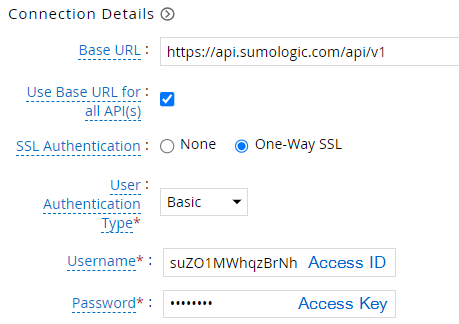 Connection Details
Base URL : https://api.sumologic.com/api/v1
Use Base URL for :
all API(s)
SSL Authentication : None One-Way SSL
User :
Authentication Basic
Type*
Username* : suZO1MWhqzBrNh Access ID
Password* : •••••••• Access Key